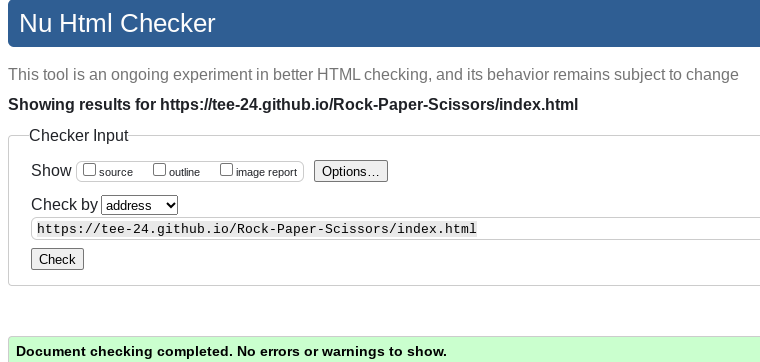 Nu Html Checker
This tool is an ongoing experiment in better HTML checking, and its behavior remains subject to change
Showing results for https://tee-24.github.io/Rock-Paper-Scissors/index.html
Checker Input
Show source outline image report Options...
Check by address
https://tee-24.github.io/Rock-Paper-Scissors/index.html
Check
Document checking completed. No errors or warnings to show.